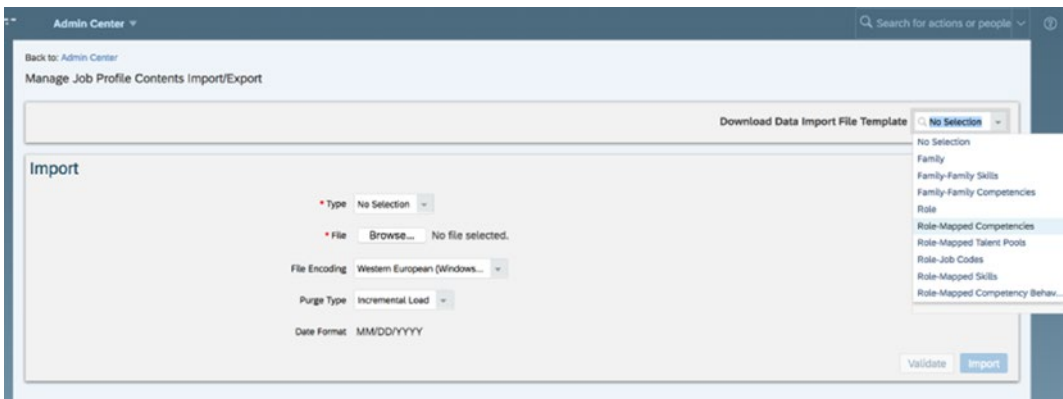 Admin Center
Search for actions or people
Back to: Admin Center
Manage Job Profile Contents Import/Export
Download Data Import File Template No Selection
No Selection
Family
Family-Family Skills
Family-Family Competencies
Role
Role-Mapped Competencies
Role-Mapped Talent Pools
Role-Job Codes
Role-Mapped Skills
Role-Mapped Competency Behav...
Import
* Type No Selection
* File Browse... No file selected.
File Encoding Western European (Windows...
Purge Type Incremental Load
Date Format MM/DD/YYYY
Validate Import